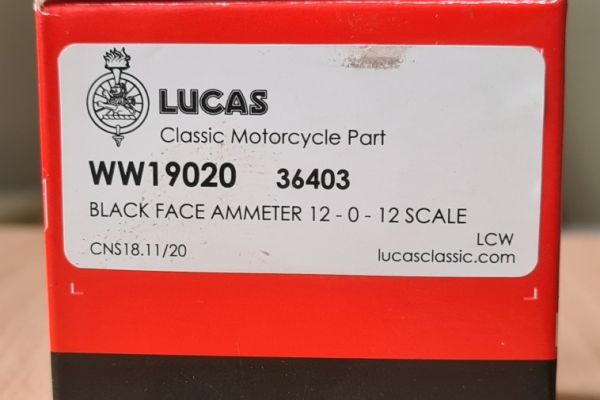 LUCAS
Classic Motorcycle Part
WW19020 36403
BLACK FACE AMMETER 12 - 0 - 12 SCALE
CNS18.11/20
LCW
lucasclassic.com